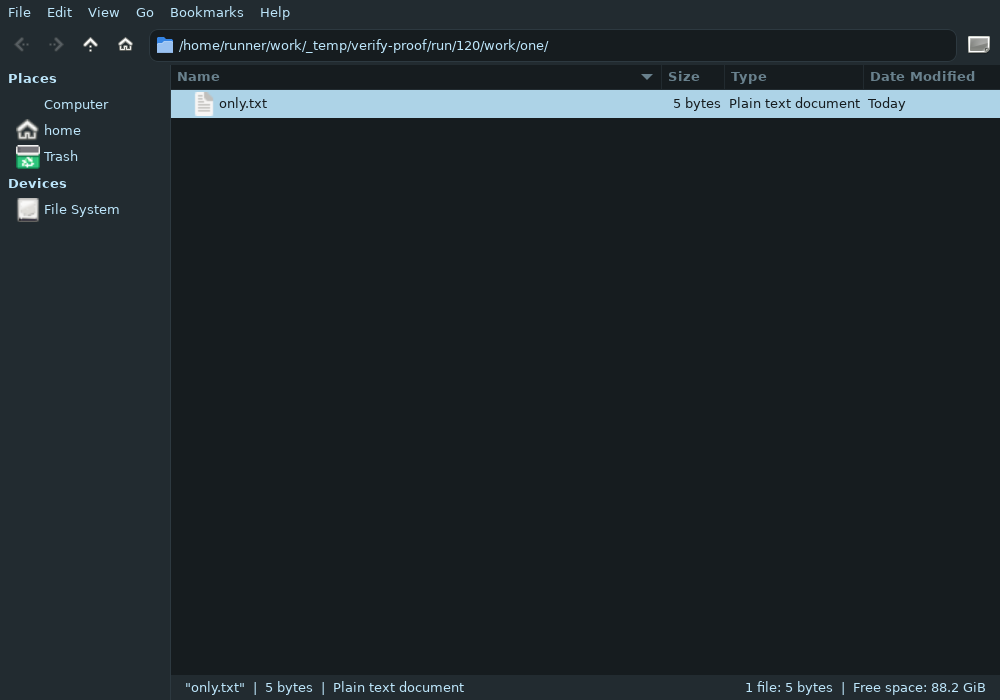 File Edit View Go Bookmarks Help
/home/runner/work/_temp/verify-proof/run/120/work/one/
Places
Computer
home
Trash
Devices
File System
Name Size Type Date Modified
only.txt 5 bytes Plain text document Today
"only.txt" | 5 bytes | Plain text document 1 file: 5 bytes | Free space: 88.2 GiB